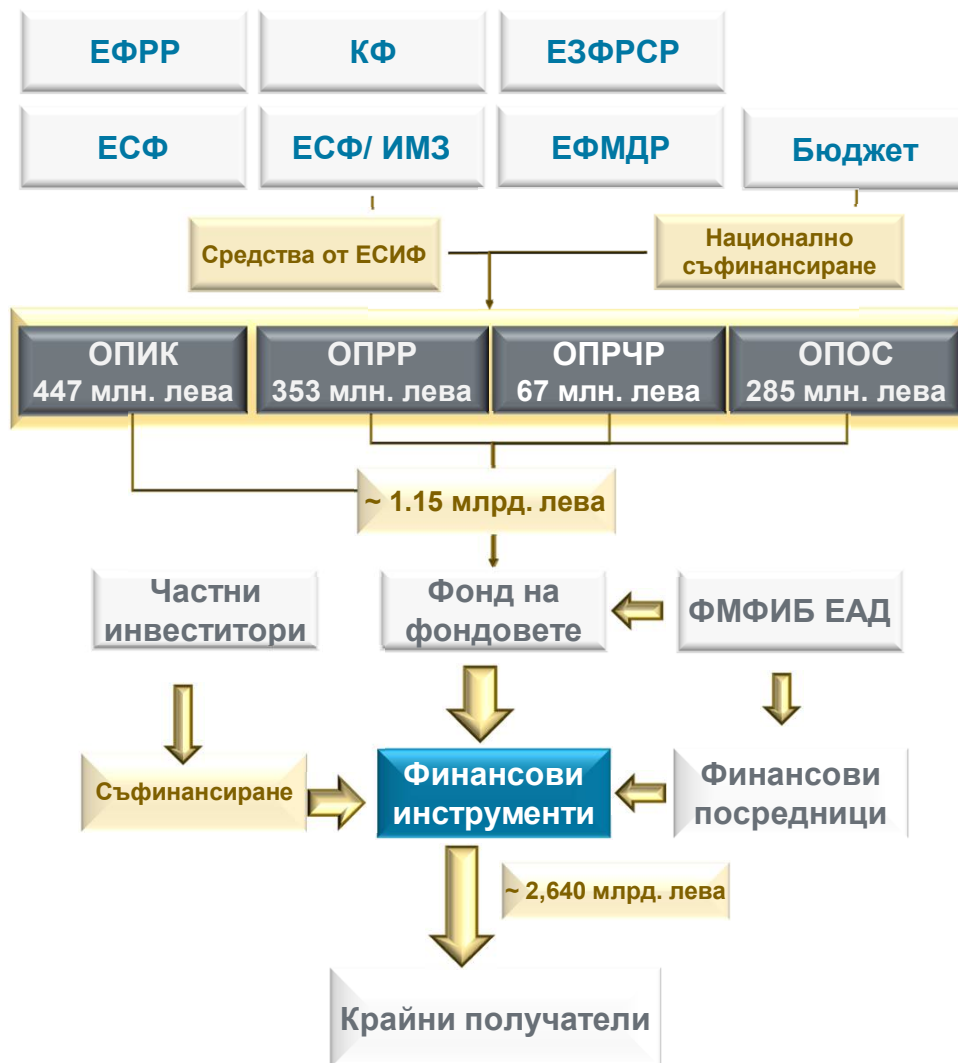 ЕФРР
КФ
ЕЗФРСР
ЕСФ
ЕСФ/ ИМЗ
ЕФМДР
Бюджет
Средства от ЕСИФ
Национално
съфинансиране
ОПИК
447 млн. лева
ОПРР
353 млн. лева
ОПРЧР
67 млн. лева
ОПОС
285 млн. лева
~ 1.15 млрд. лева
Частни
инвеститори
Фонд на
фондовете
ФМФИБ ЕАД
Съфинансиране
Финансови
инструменти
Финансови
посредници
~ 2,640 млрд. лева
Крайни получатели